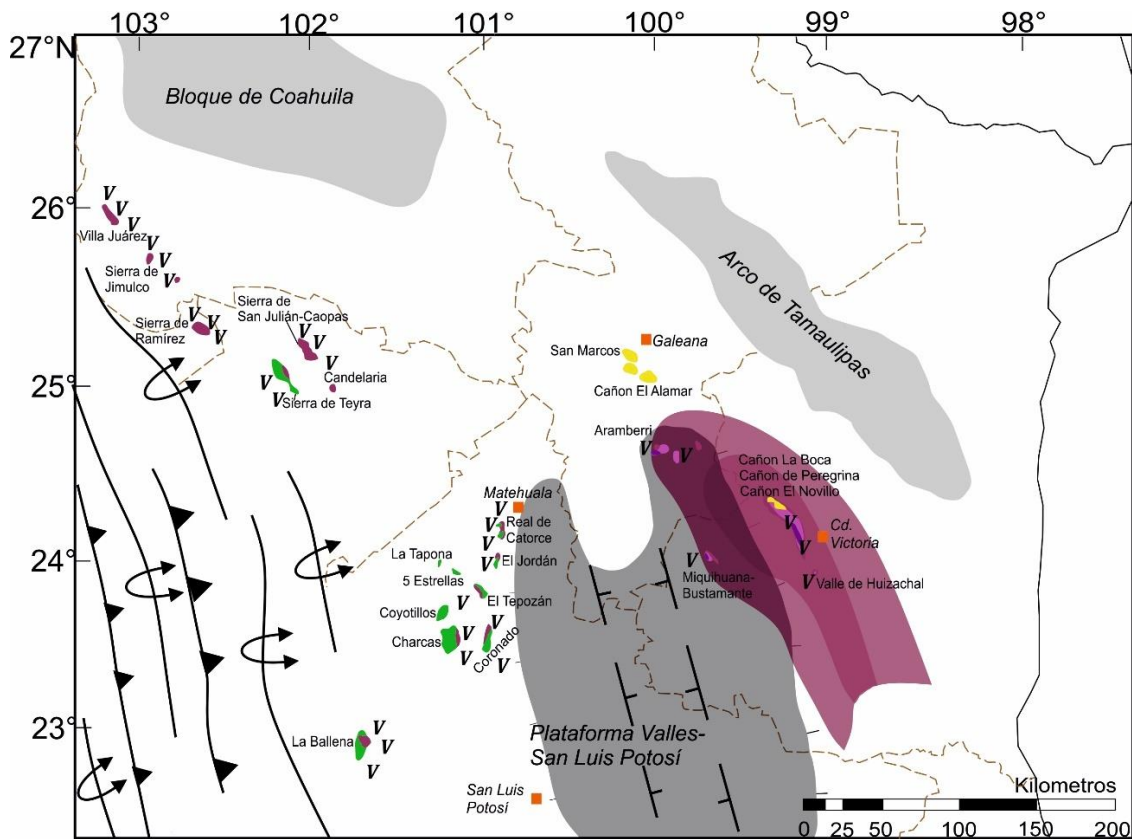 103° 102° 101° 100° 99° 98°
27°N
Bloque de Coahuila
26°
V
V
V
Villa Juárez
V
Sierra de
Jimulco
V
Arco de Tamaulipas
Sierra de
San Julián-Caopas
V
V
V
Sierra de
Ramírez
V
V
V
Candelaria
V
V
Sierra de Teyra
25°
San Marcos
Galeana
Cañon El Alamar
Aramberri
V
V
Cañon La Boca
Cañon de Peregrina
Cañon El Novillo
V
V
Cd.
Victoria
Matehuala
V
V
Real de
Catorce
V
24°
La Tapona
V
El Jordán
5 Estrellas
V
El Tepozán
V
Miquihuana-
Bustamante
V
Valle de Huizachal
Coyotillos
Charcas
V
V
V
Coronado
V
23°
La Ballena
V
V
V
Plataforma Valles-
San Luis Potosí
San Luis
Potosí
Kilometros
0 25 50 100 150 200